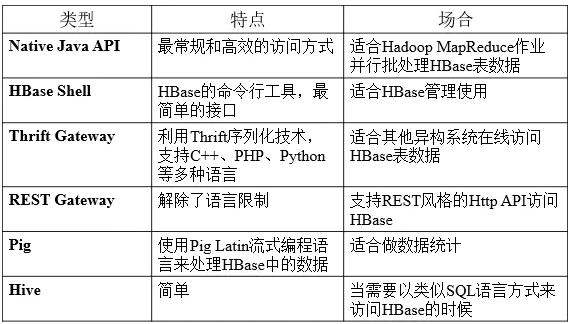 类型 特点 场合
Native Java API 最常规和高效的访问方式 适合Hadoop MapReduce作业
并行批处理HBase表数据
HBase Shell HBase的命令行工具，最 适合HBase管理使用
简单的接口
Thrift Gateway 利用Thrift序列化技术， 适合其他异构系统在线访问
支持C++、PHP、Python HBase表数据
等多种语言
REST Gateway 解除了语言限制 支持REST风格的Http API访问
HBase
Pig 使用Pig Latin流式编程语 适合做数据统计
言来处理HBase中的数据
Hive 简单 当需要以类似SQL语言方式来
访问HBase的时候